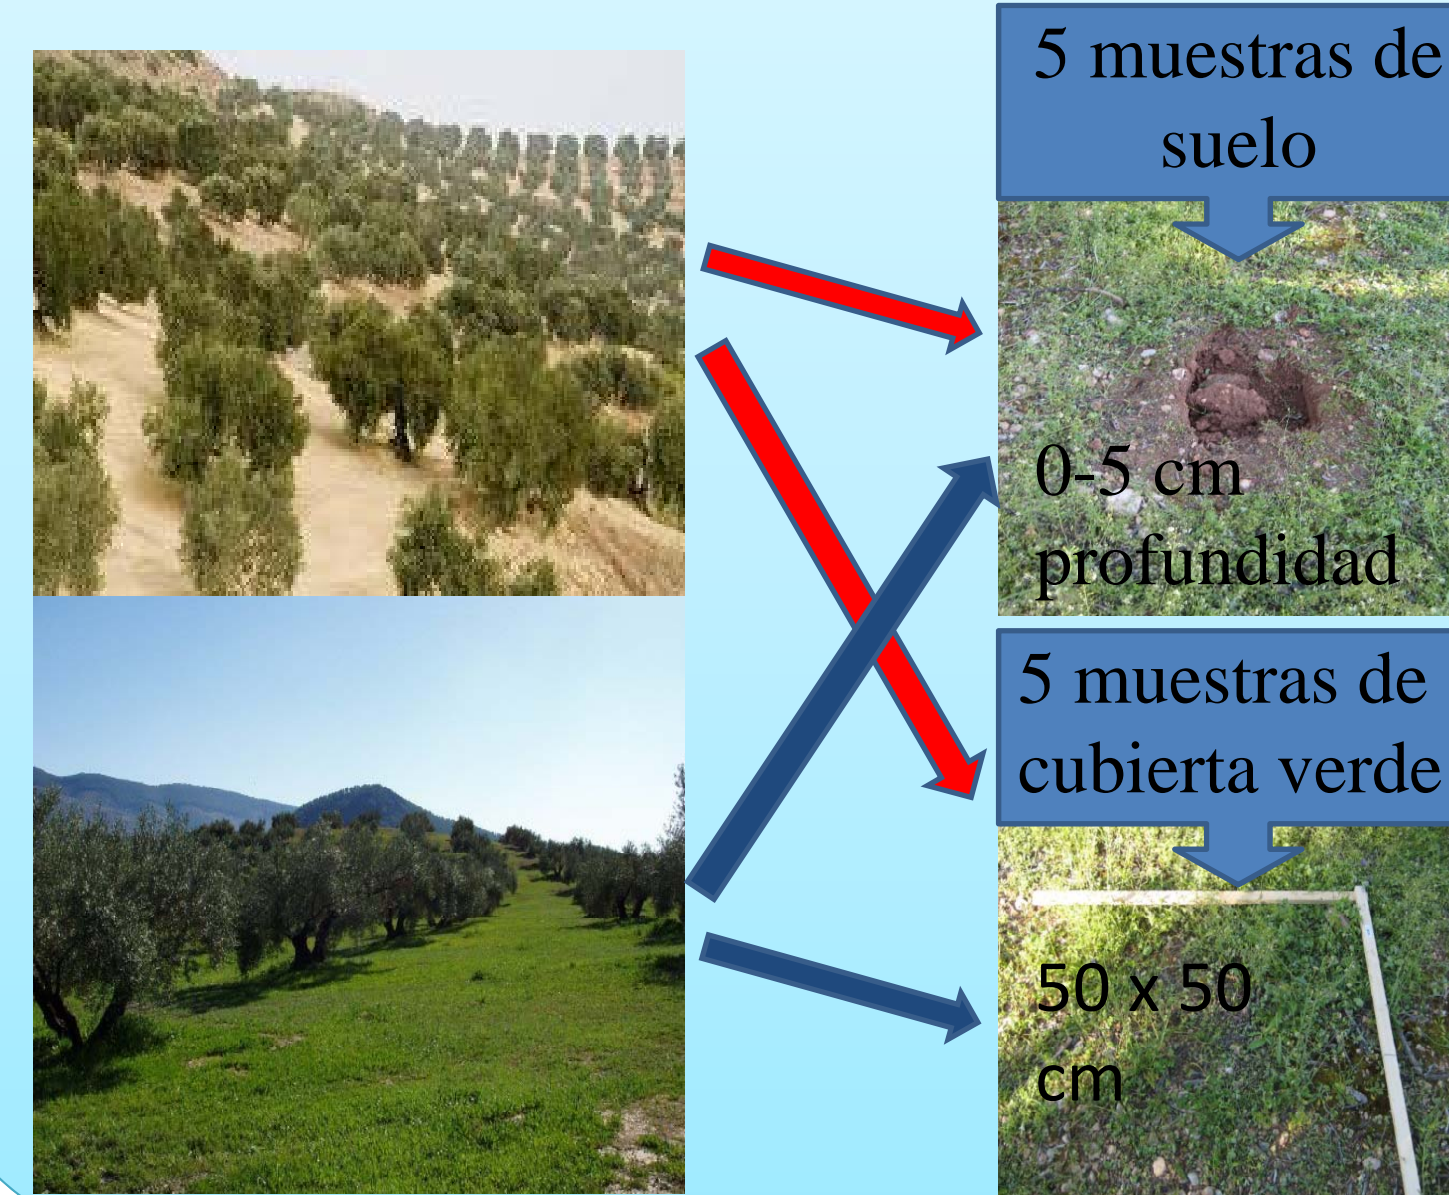 5 muestras de
suelo
0-5 cm
profundidad
5 muestras de
cubierta verde
50 x 50
cm